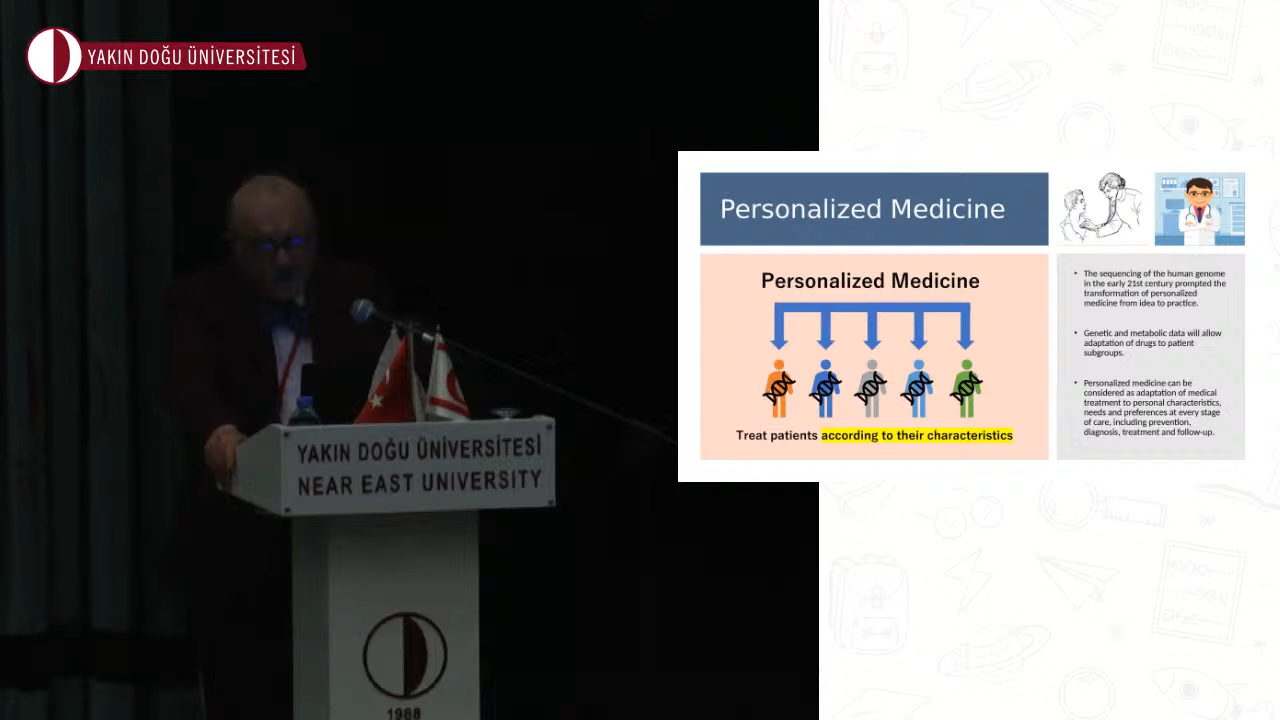 YAKIN DOĞU ÜNİVERSİTESİ
YAKIN DOĞU ÜNİVERSİTESİ
NEAR EAST UNIVERSITY
1988
Personalized Medicine
Personalized Medicine
Treat patients according to their characteristics
• The sequencing of the human genome
in the early 21st century prompted the
transformation of personalized
medicine from idea to practice.
• Genetic and metabolic data will allow
adaptation of drugs to patient
subgroups.
• Personalized medicine can be
considered as adaptation of medical
treatment to personal characteristics,
needs and preferences at every stage
of care, including prevention,
diagnosis, treatment and follow-up.